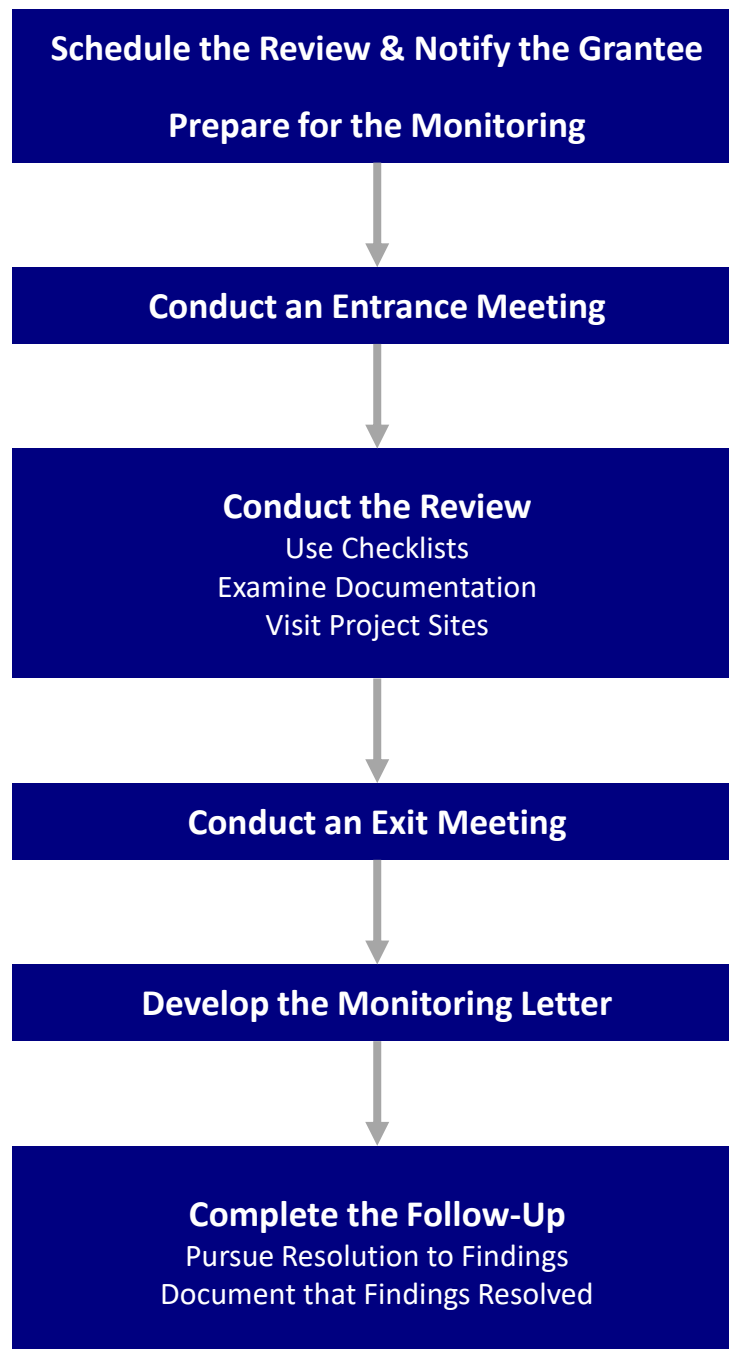 Schedule the Review & Notify the Grantee
Prepare for the Monitoring
Conduct an Entrance Meeting
Conduct the Review
Use Checklists
Examine Documentation
Visit Project Sites
Conduct an Exit Meeting
Develop the Monitoring Letter
Complete the Follow-Up
Pursue Resolution to Findings
Document that Findings Resolved